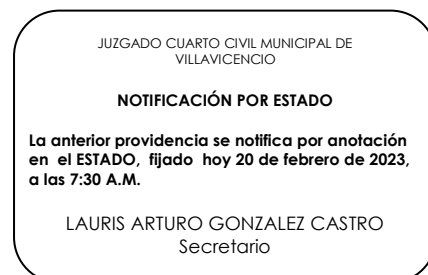 JUZGADO CUARTO CIVIL MUNICIPAL DE
VILLAVICENCIO
NOTIFICACIÓN POR ESTADO
La anterior providencia se notifica por anotación
en el ESTADO, fijado hoy 20 de febrero de 2023,
a las 7:30 A.M.
LAURIS ARTURO GONZALEZ CASTRO
Secretario